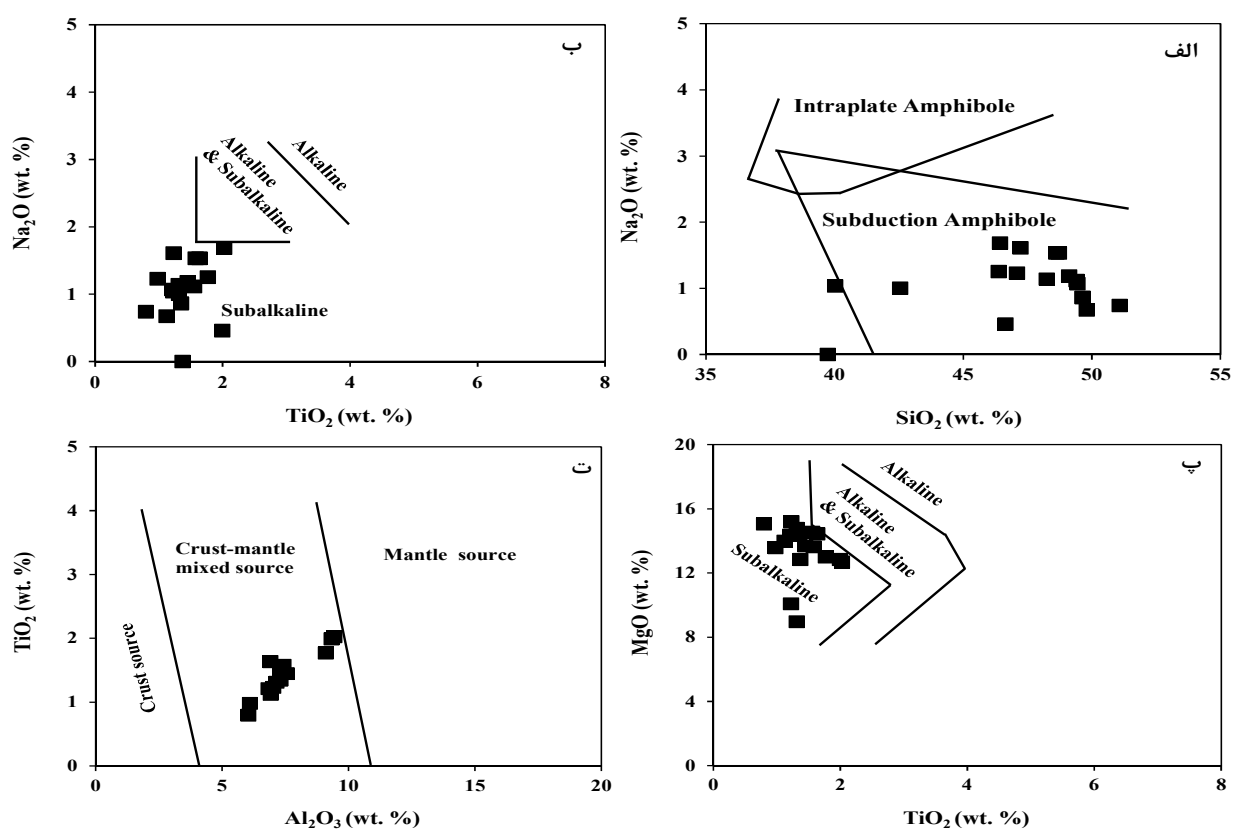 ب
5
4
3
2
1
0
0
2
4
6
8
Na₂O (wt. %)
TiO₂ (wt. %)
Alkaline
& Subalkaline
Alkaline
Subalkaline
الف
5
4
3
2
1
0
35
40
45
50
55
Na₂O (wt. %)
SiO₂ (wt. %)
Intraplate Amphibole
Subduction Amphibole
ت
5
4
3
2
1
0
0
5
10
15
20
TiO₂ (wt. %)
Al₂O₃ (wt. %)
Crust-mantle
mixed source
Mantle source
Crust source
پ
20
16
12
8
4
0
0
2
4
6
8
MgO (wt. %)
TiO₂ (wt. %)
Alkaline
Alkaline
& Subalkaline
Subalkaline